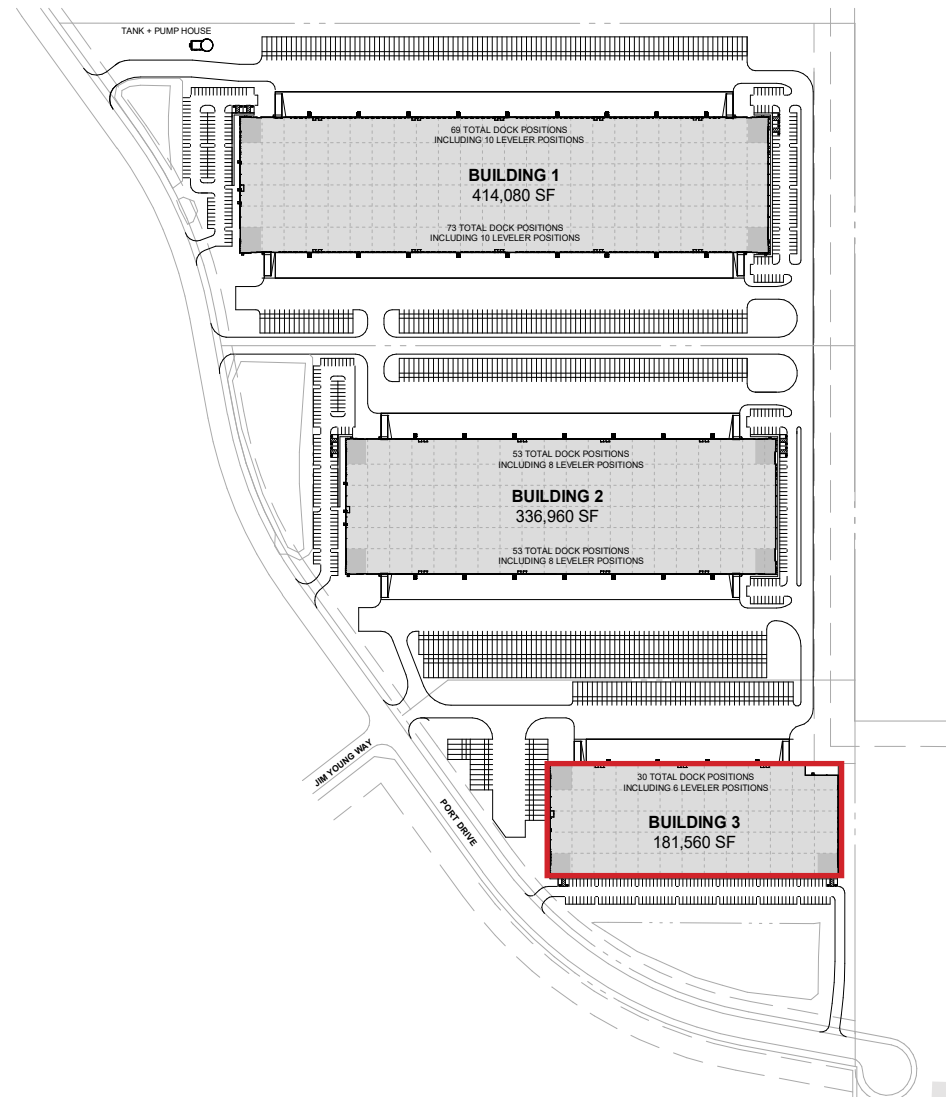 TANK + PUMP HOUSE
69 TOTAL DOCK POSITIONS
INCLUDING 10 LEVELER POSITIONS
BUILDING 1
414,080 SF
73 TOTAL DOCK POSITIONS
INCLUDING 10 LEVELER POSITIONS
53 TOTAL DOCK POSITIONS
INCLUDING 8 LEVELER POSITIONS
BUILDING 2
336,960 SF
53 TOTAL DOCK POSITIONS
INCLUDING 8 LEVELER POSITIONS
JIM YOUNG WAY
PORT DRIVE
30 TOTAL DOCK POSITIONS
INCLUDING 6 LEVELER POSITIONS
BUILDING 3
181,560 SF